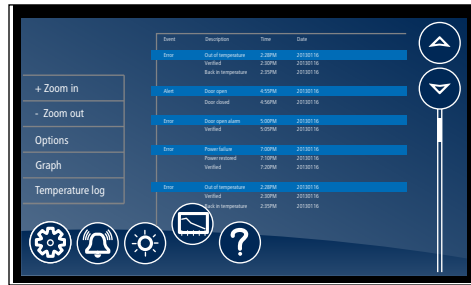 Event Description Time Date
Error Out of temperature 2:28PM 20130116
Verified 2:30PM 20130116
Back in temperature 2:35PM 20130116
Alert Door open 4:55PM 20130116
Door closed 4:56PM 20130116
Error Door open alarm 5:00PM 20130116
Verified 5:05PM 20130116
Error Power failure 7:00PM 20130116
Power restored 7:10PM 20130116
Verified 7:20PM 20130116
Error Out of temperature 2:28PM 20130116
Verified 2:30PM 20130116
Back in temperature 2:35PM 20130116
+ Zoom in
- Zoom out
Options
Graph
Temperature log
?